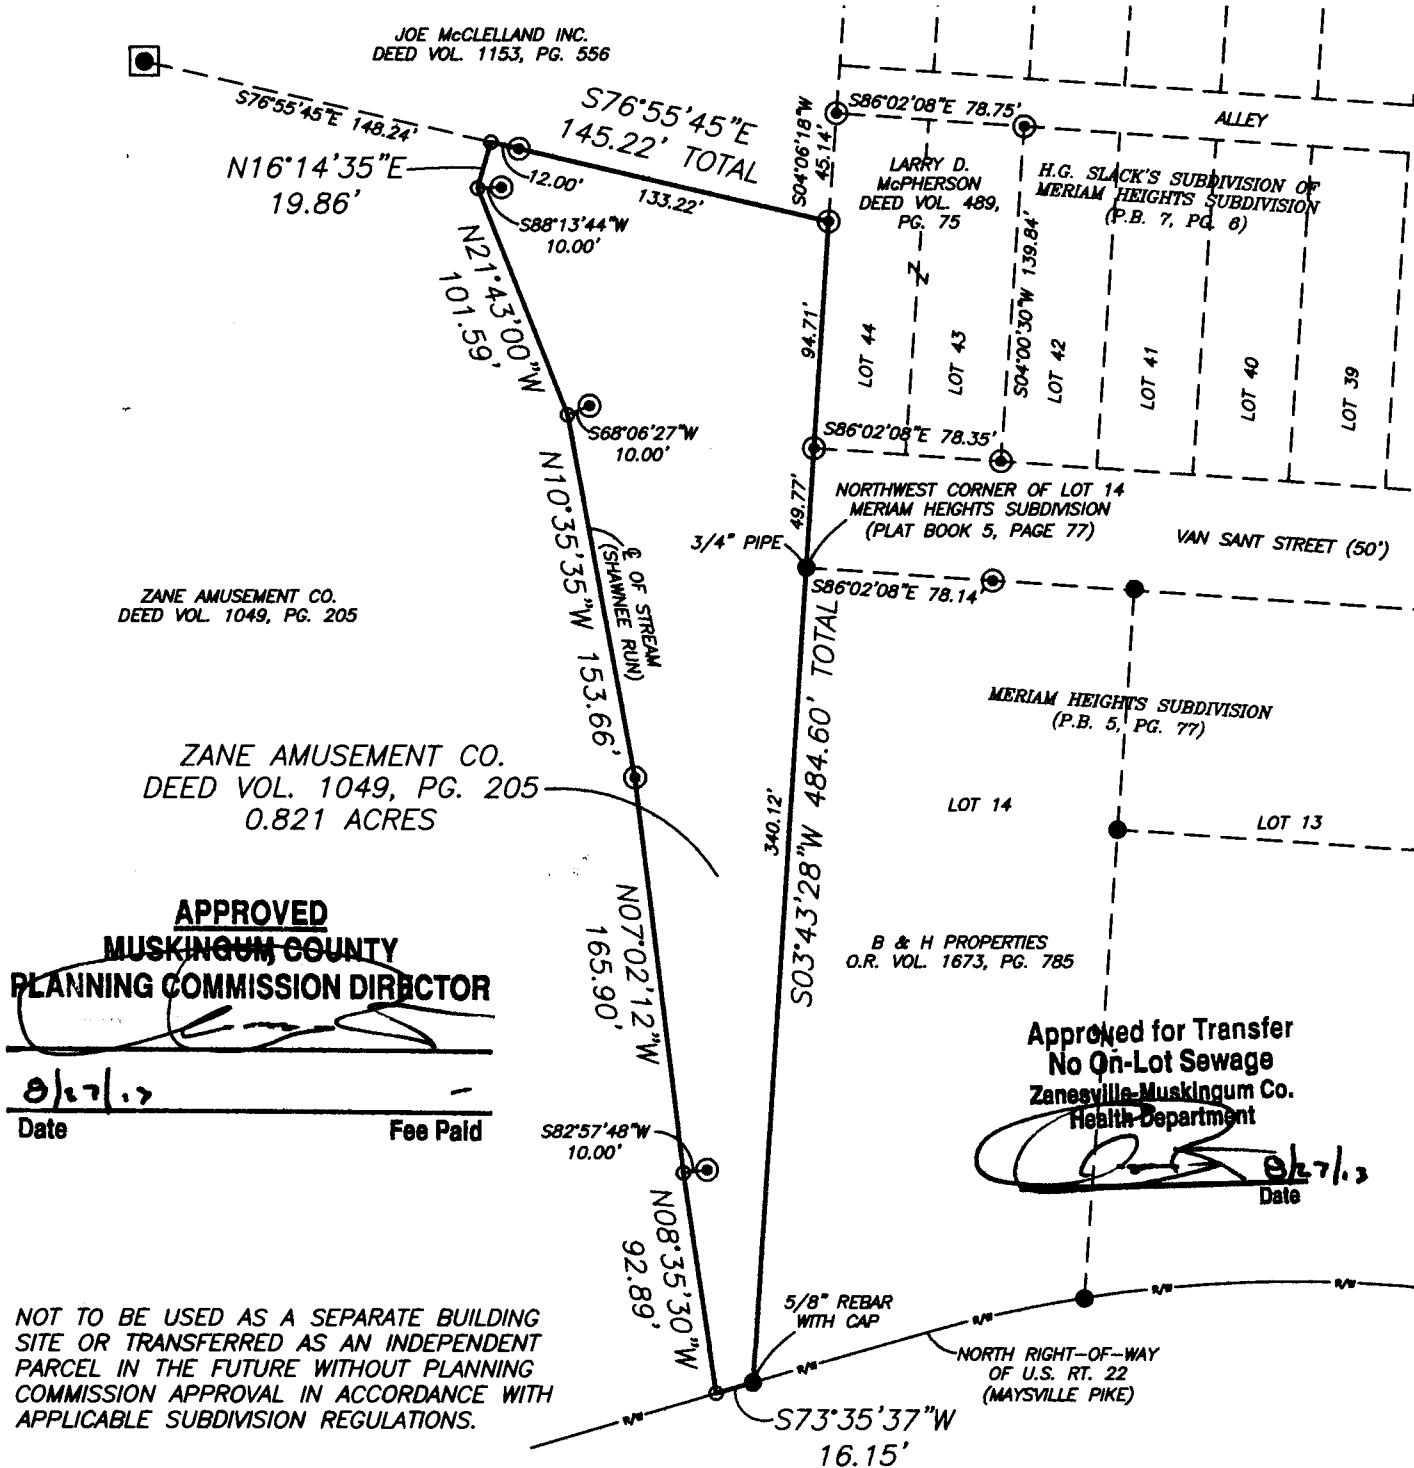 JOE McCLELLAND INC.
DEED VOL. 1153, PG. 556
S76°55'45"E 148.24'
S76°55'45"E
145.22' TOTAL
N16°14'35"E
19.86'
12.00'
133.22'
S88°13'44"W
10.00'
S04°06'18"W
45.14'
S86°02'08"E 78.75'
ALLEY
LARRY D.
McPHERSON
DEED VOL. 489,
PG. 75
H.G. SLACK'S SUBDIVISION OF
MERIAM HEIGHTS SUBDIVISION
(P.B. 7, PG. 6)
N21°43'00"W
101.59'
94.71'
Z
S04°00'30"W 139.84'
LOT 44
LOT 43
LOT 42
LOT 41
LOT 40
LOT 39
S68°06'27"W
10.00'
S86°02'08"E 78.35'
N10°35'35"W 153.66'
℄ OF STREAM
(SHAWNEE RUN)
49.77'
NORTHWEST CORNER OF LOT 14
MERIAM HEIGHTS SUBDIVISION
(PLAT BOOK 5, PAGE 77)
3/4" PIPE
VAN SANT STREET (50')
S86°02'08"E 78.14'
ZANE AMUSEMENT CO.
DEED VOL. 1049, PG. 205
MERIAM HEIGHTS SUBDIVISION
(P.B. 5, PG. 77)
ZANE AMUSEMENT CO.
DEED VOL. 1049, PG. 205
0.821 ACRES
340.12'
S03°43'28"W 484.60' TOTAL
LOT 14
LOT 13
N07°02'12"W
165.90'
B & H PROPERTIES
O.R. VOL. 1673, PG. 785
APPROVED
MUSKINGUM COUNTY
PLANNING COMMISSION DIRECTOR
8/27/13
Date
Fee Paid
Approved for Transfer
No On-Lot Sewage
Zanesville-Muskingum Co.
Health Department
8/27/13
Date
S82°57'48"W
10.00'
N08°35'30"W
92.89'
5/8" REBAR
WITH CAP
R/W
R/W
R/W
R/W
R/W
NORTH RIGHT-OF-WAY
OF U.S. RT. 22
(MAYSVILLE PIKE)
S73°35'37"W
16.15'
NOT TO BE USED AS A SEPARATE BUILDING
SITE OR TRANSFERRED AS AN INDEPENDENT
PARCEL IN THE FUTURE WITHOUT PLANNING
COMMISSION APPROVAL IN ACCORDANCE WITH
APPLICABLE SUBDIVISION REGULATIONS.